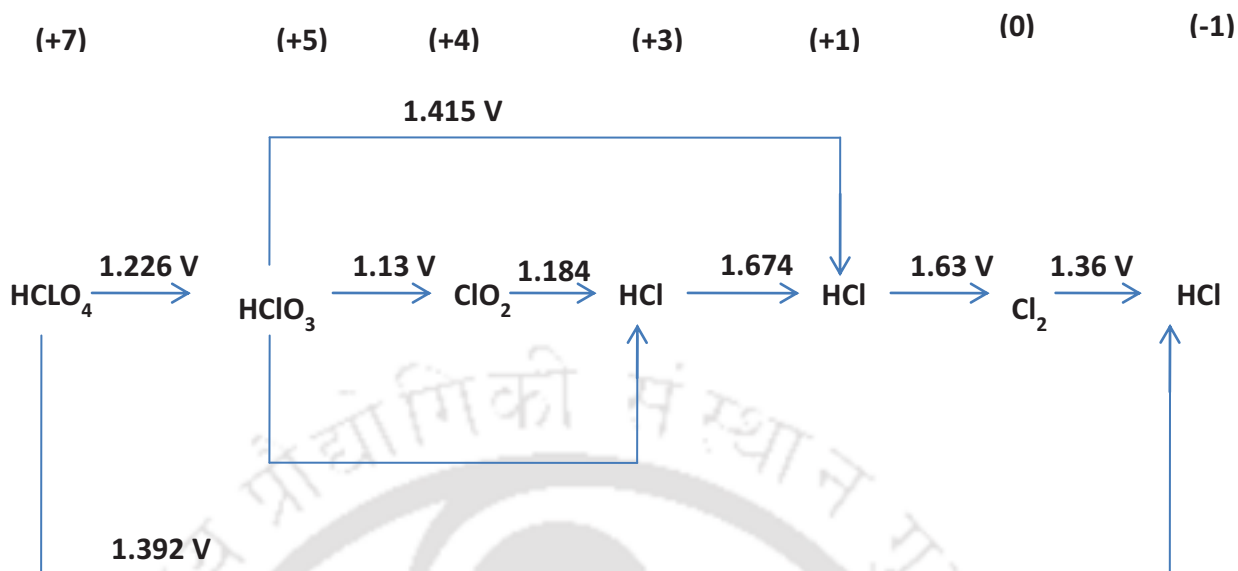 (+7) (+5) (+4) (+3) (+1) (0) (-1)
1.415 V
1.226 V 1.13 V 1.184 1.674 1.63 V 1.36 V
HCLO₄ HClO₃ ClO₂ HCl HCl Cl₂ HCl
1.392 V
प्रौद्योगिकी संस्थान